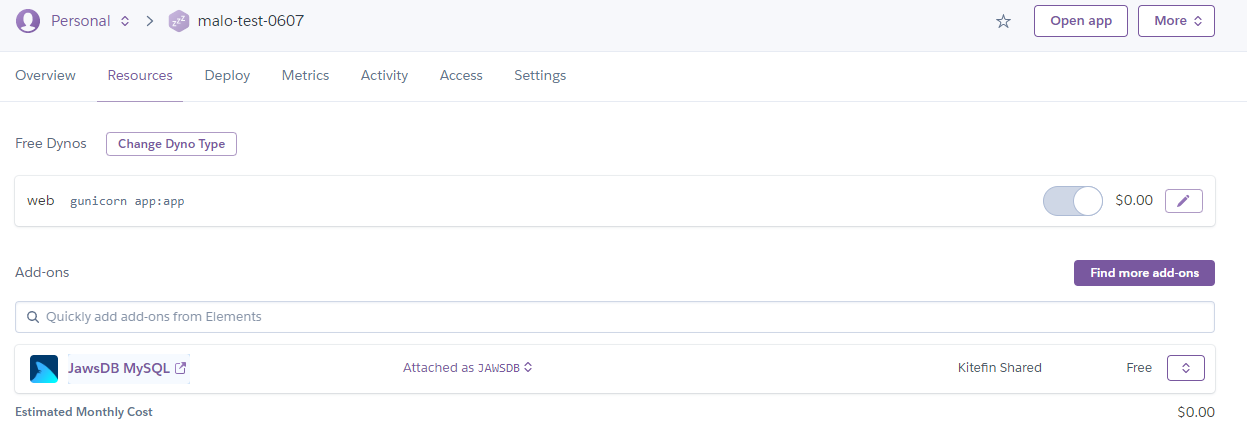 Personal malo-test-0607 Open app More
Overview Resources Deploy Metrics Activity Access Settings
Free Dynos Change Dyno Type
web gunicorn app:app $0.00
Add-ons Find more add-ons
Quickly add add-ons from Elements
JawsDB MySQL Attached as JAWSDB Kitefin Shared Free
Estimated Monthly Cost $0.00